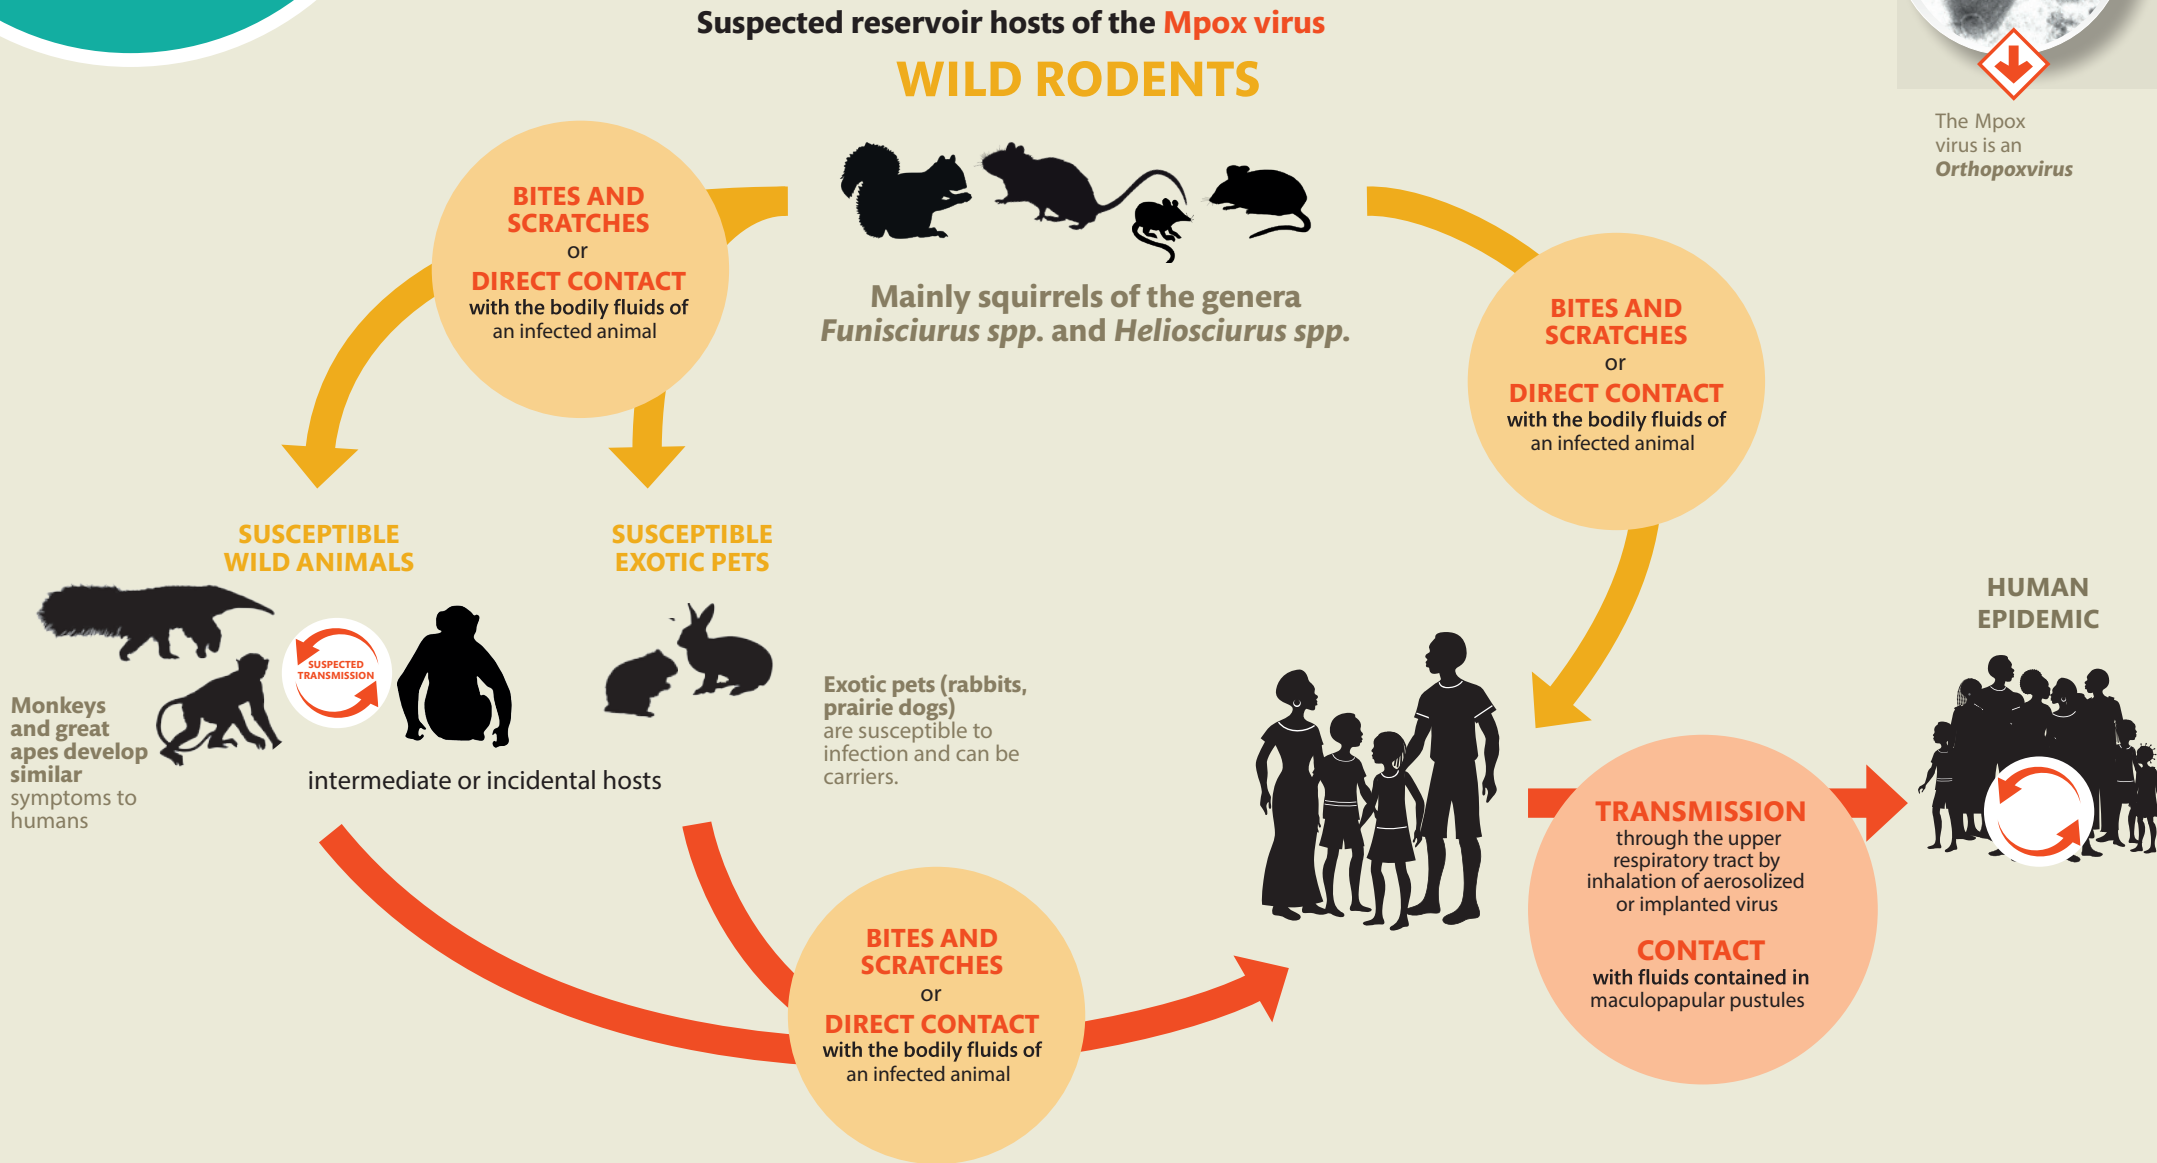 Suspected reservoir hosts of the Mpox virus
WILD RODENTS
The Mpox
virus is an
Orthopoxvirus
BITES AND
SCRATCHES
or
DIRECT CONTACT
with the bodily fluids of
an infected animal
Mainly squirrels of the genera
Funisciurus spp. and Heliosciurus spp.
BITES AND
SCRATCHES
or
DIRECT CONTACT
with the bodily fluids of
an infected animal
SUSCEPTIBLE
WILD ANIMALS
SUSCEPTIBLE
EXOTIC PETS
SUSPECTED
TRANSMISSION
Monkeys
and great
apes develop
similar
symptoms to
humans
intermediate or incidental hosts
Exotic pets (rabbits,
prairie dogs)
are susceptible to
infection and can be
carriers.
HUMAN
EPIDEMIC
TRANSMISSION
through the upper
respiratory tract by
inhalation of aerosolized
or implanted virus
CONTACT
with fluids contained in
maculopapular pustules
BITES AND
SCRATCHES
or
DIRECT CONTACT
with the bodily fluids of
an infected animal